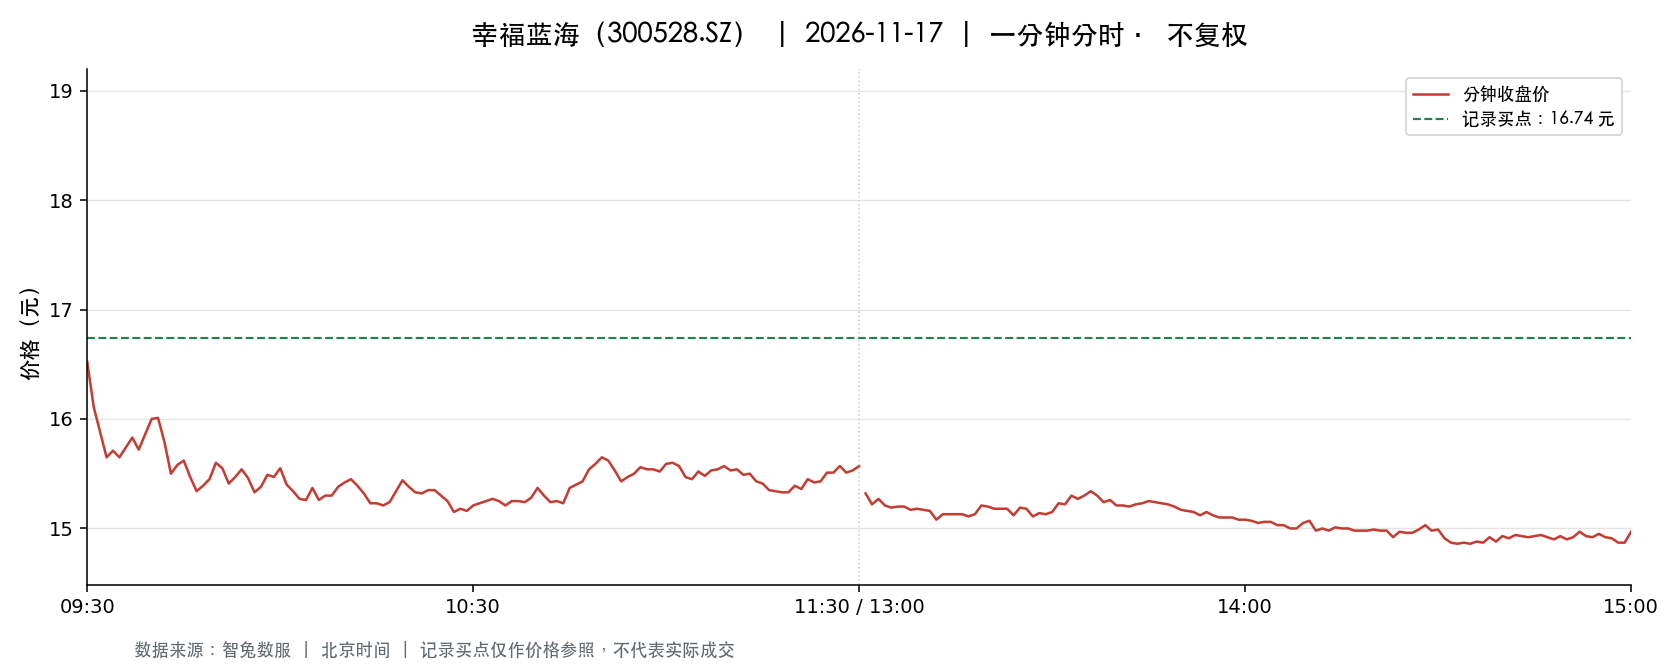 幸福蓝海（300528.SZ） | 2026-11-17 | 一分钟分时 · 不复权
分钟收盘价
记录买点：16.74 元
价格（元）
19
18
17
16
15
09:30
10:30
11:30 / 13:00
14:00
15:00
数据来源：智兔数服 | 北京时间 | 记录买点仅作价格参照，不代表实际成交